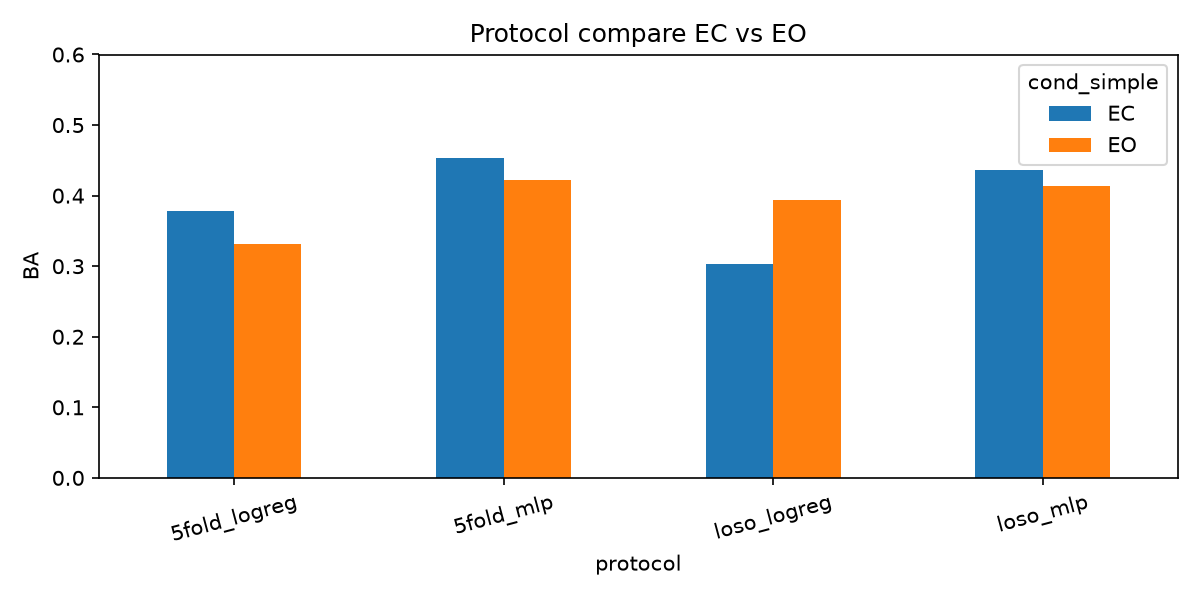 Protocol compare EC vs EO
0.6
0.5
0.4
0.3
0.2
0.1
0.0
BA
cond_simple
EC
EO
5fold_logreg
5fold_mlp
loso_logreg
loso_mlp
protocol